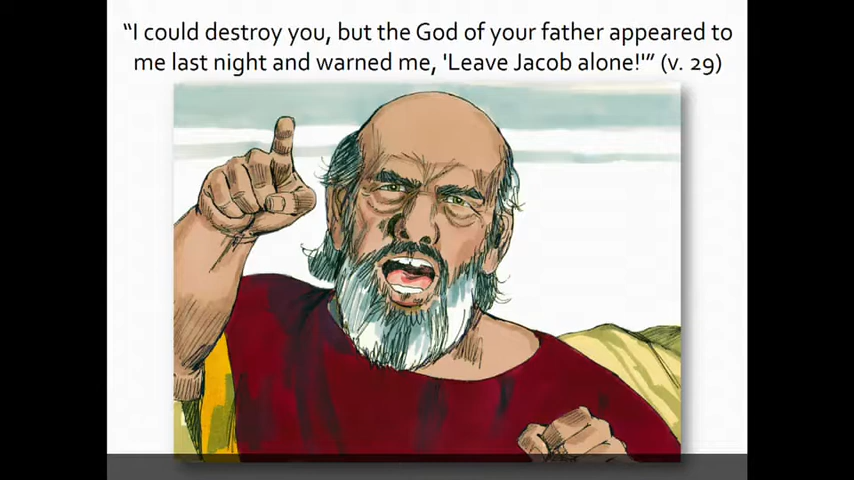 “I could destroy you, but the God of your father appeared to
me last night and warned me, 'Leave Jacob alone!'” (v. 29)